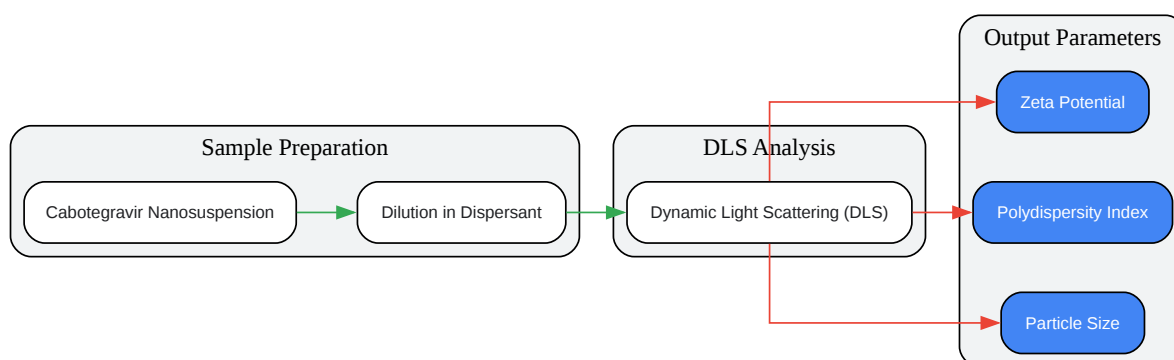 Sample Preparation
Cabotegravir Nanosuspension
Dilution in Dispersant
DLS Analysis
Dynamic Light Scattering (DLS)
Output Parameters
Zeta Potential
Polydispersity Index
Particle Size